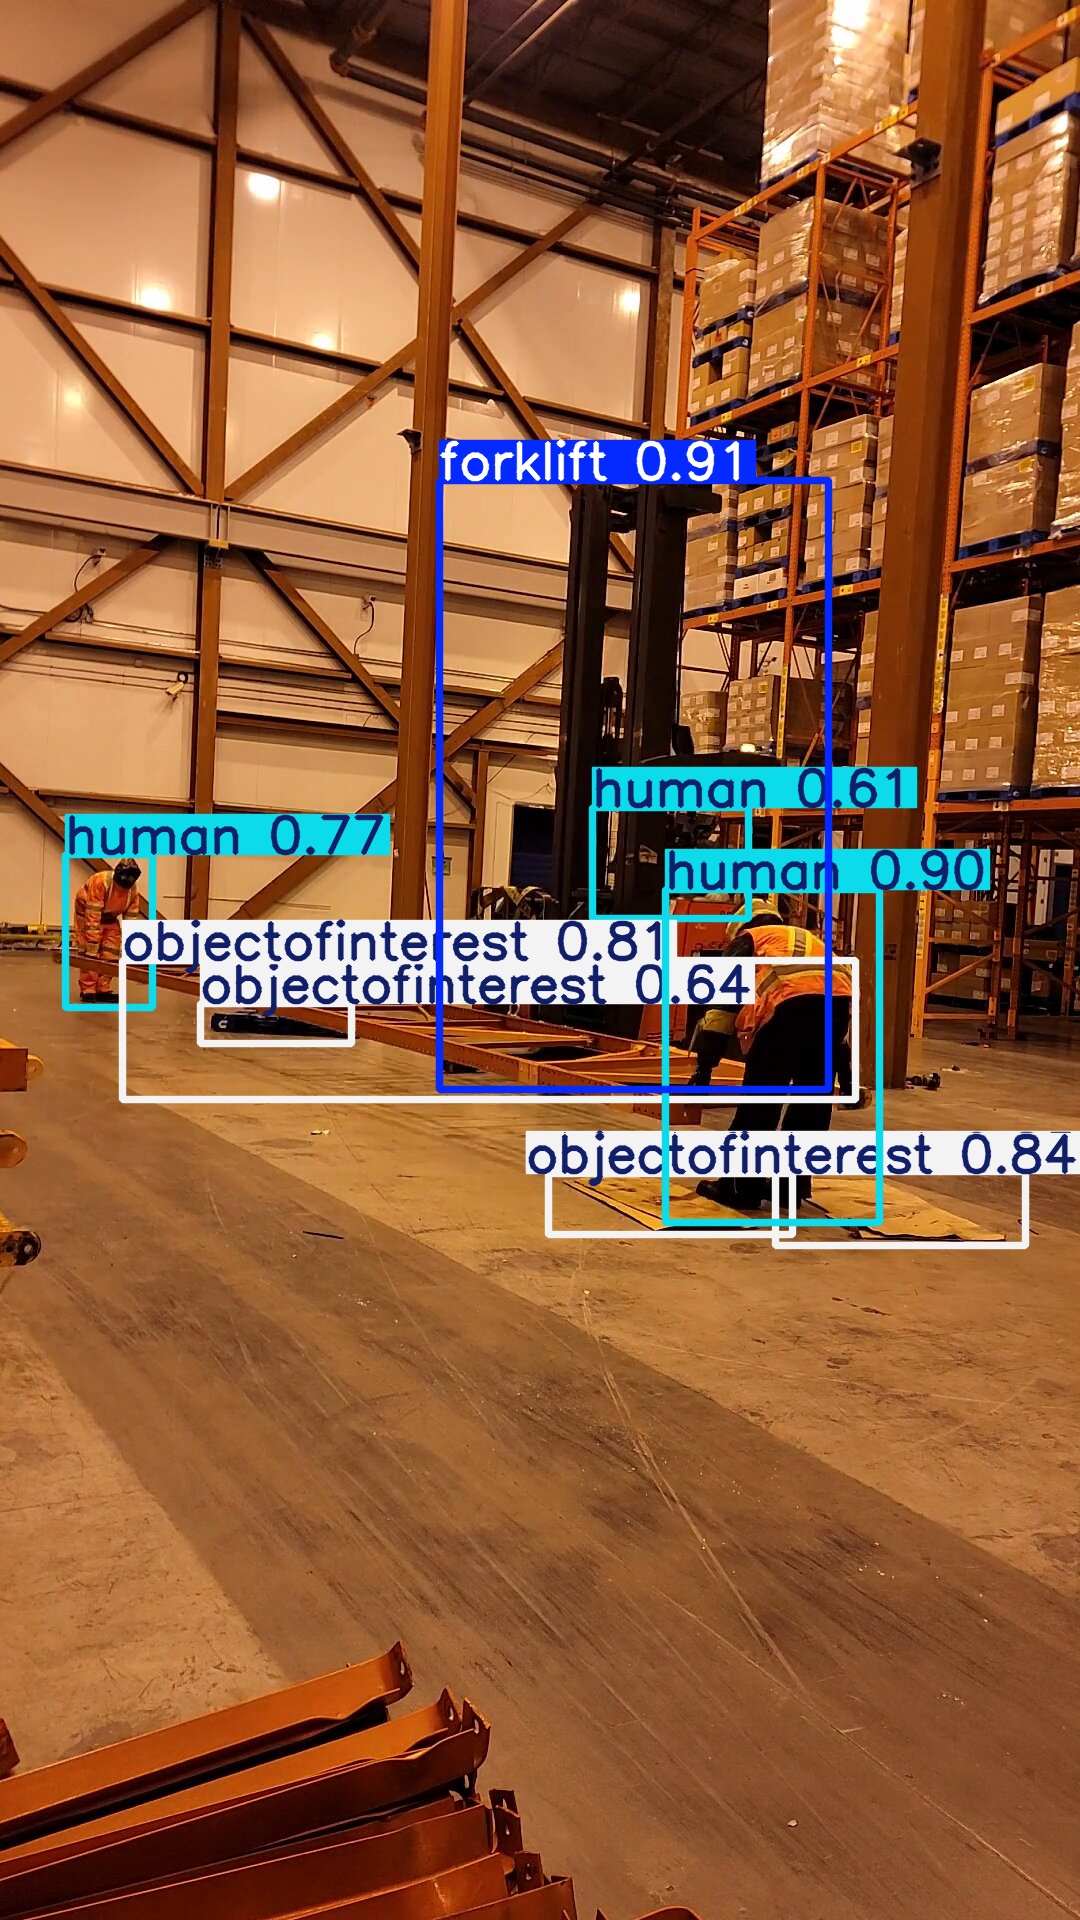 forklift 0.91
human 0.61
human 0.77
human 0.90
objectofinterest 0.81
objectofinterest 0.64
objectofinterest 0.84